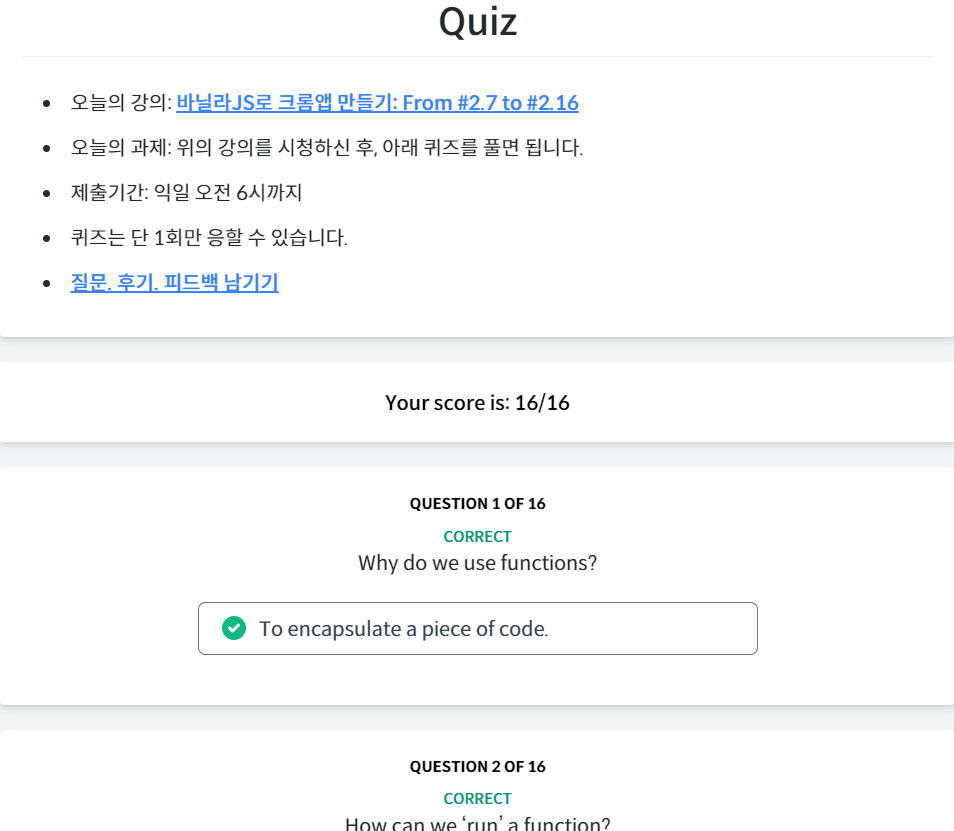 Quiz
오늘의 강의: 바닐라JS로 크롬앱 만들기: From #2.7 to #2.16
오늘의 과제: 위의 강의를 시청하신 후, 아래 퀴즈를 풀면 됩니다.
제출기간: 익일 오전 6시까지
퀴즈는 단 1회만 응할 수 있습니다.
질문. 후기. 피드백 남기기
Your score is: 16/16
QUESTION 1 OF 16
CORRECT
Why do we use functions?
To encapsulate a piece of code.
QUESTION 2 OF 16
CORRECT
How can we ‘run’ a function?